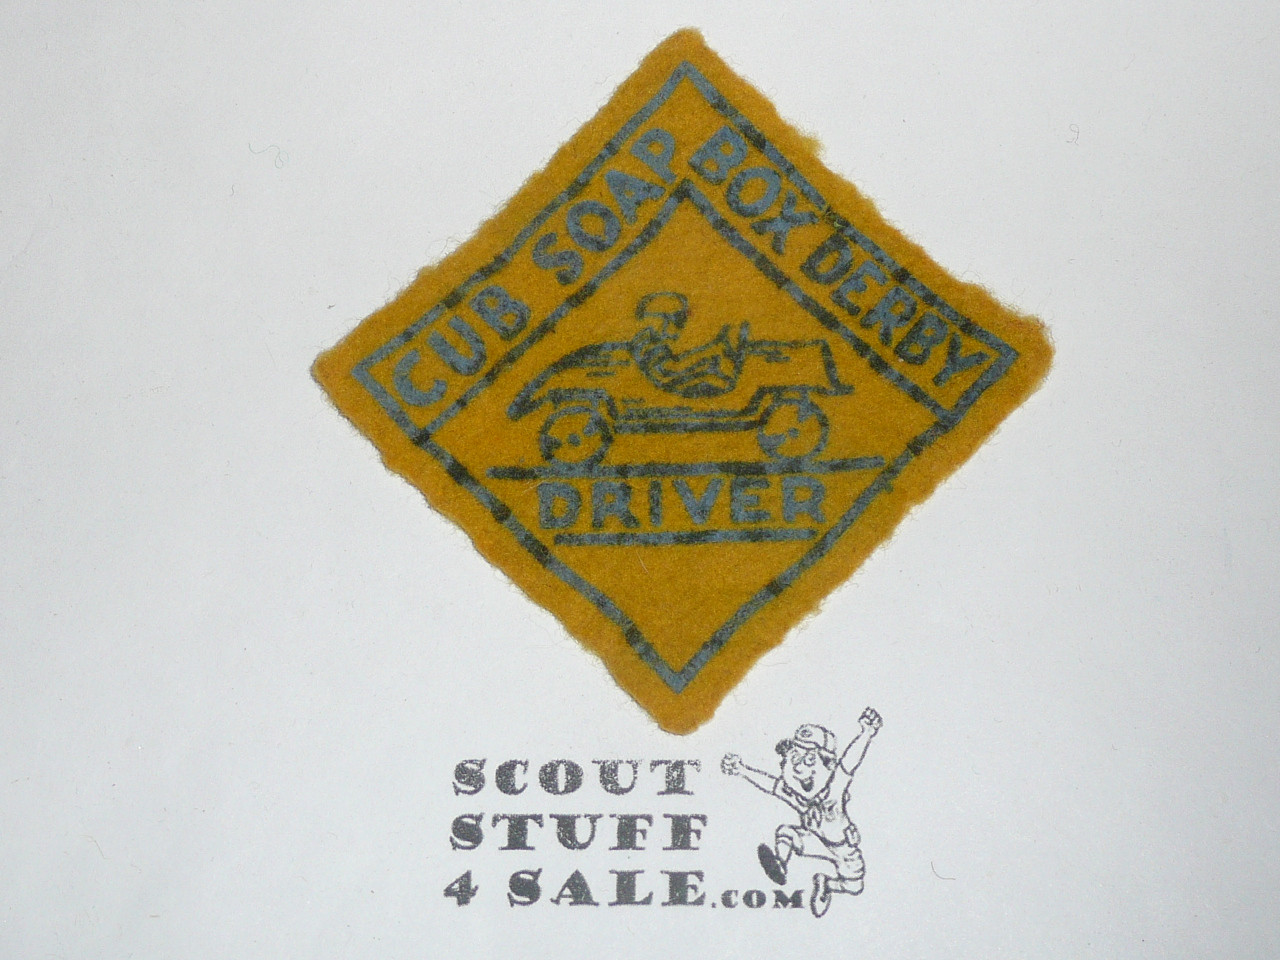 CUB SOAP BOX DERBY
DRIVER
SCOUT
STUFF
4 SALE.COM